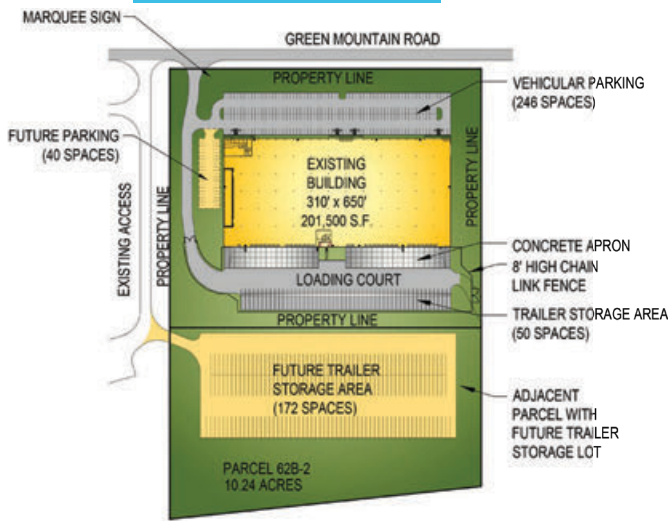 MARQUEE SIGN
GREEN MOUNTAIN ROAD
PROPERTY LINE
VEHICULAR PARKING
(246 SPACES)
FUTURE PARKING
(40 SPACES)
EXISTING
BUILDING
310' x 650'
201,500 S.F.
PROPERTY LINE
PROPERTY LINE
EXISTING ACCESS
CONCRETE APRON
8' HIGH CHAIN
LINK FENCE
LOADING COURT
TRAILER STORAGE AREA
(50 SPACES)
PROPERTY LINE
FUTURE TRAILER
STORAGE AREA
(172 SPACES)
ADJACENT
PARCEL WITH
FUTURE TRAILER
STORAGE LOT
PARCEL 62B-2
10.24 ACRES